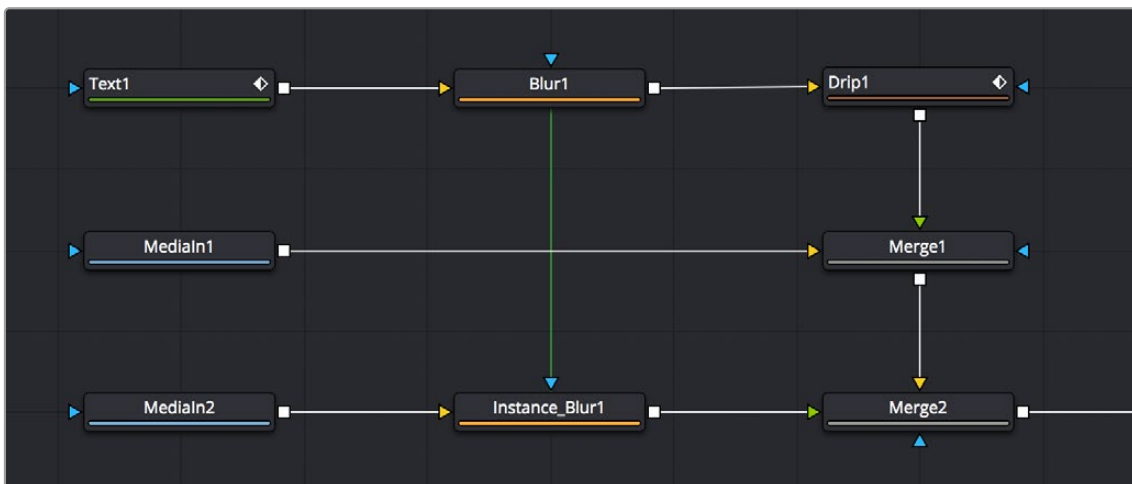 Text1
Blur1
Drip1
MediaIn1
Merge1
MediaIn2
Instance_Blur1
Merge2